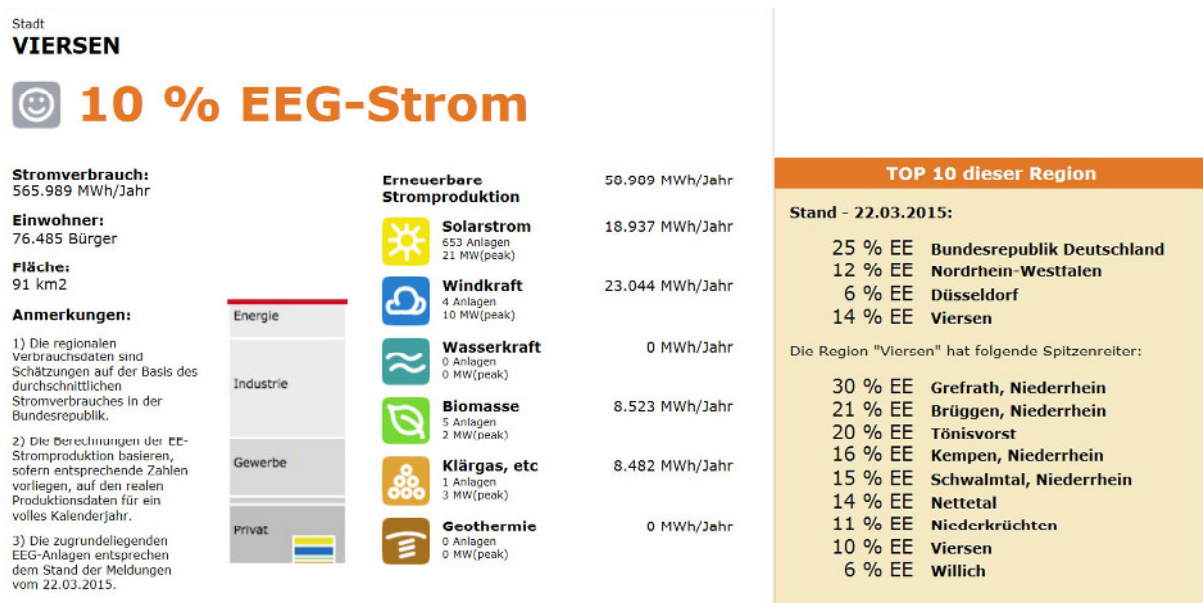 Stadt
VIERSEN
10 % EEG-Strom
Stromverbrauch:
565.989 MWh/Jahr
Einwohner:
76.485 Bürger
Fläche:
91 km2
Anmerkungen:
1) Die regionalen
Verbrauchsdaten sind
Schätzungen auf der Basis des
durchschnittlichen
Stromverbrauches in der
Bundesrepublik.
2) Die Berechnungen der EE-
Stromproduktion basieren,
sofern entsprechende Zahlen
vorliegen, auf den realen
Produktionsdaten für ein
volles Kalenderjahr.
3) Die zugrundeliegenden
EEG-Anlagen entsprechen
dem Stand der Meldungen
vom 22.03.2015.
Energie
Industrie
Gewerbe
Privat
Erneuerbare 58.989 MWh/Jahr
Stromproduktion
Solarstrom 18.937 MWh/Jahr
653 Anlagen
21 MW(peak)
Windkraft 23.044 MWh/Jahr
4 Anlagen
10 MW(peak)
Wasserkraft 0 MWh/Jahr
0 Anlagen
0 MW(peak)
Biomasse 8.523 MWh/Jahr
5 Anlagen
2 MW(peak)
Klärgas, etc 8.482 MWh/Jahr
1 Anlagen
3 MW(peak)
Geothermie 0 MWh/Jahr
0 Anlagen
0 MW(peak)
TOP 10 dieser Region
Stand - 22.03.2015:
25 % EE Bundesrepublik Deutschland
12 % EE Nordrhein-Westfalen
6 % EE Düsseldorf
14 % EE Viersen
Die Region "Viersen" hat folgende Spitzenreiter:
30 % EE Grefrath, Niederrhein
21 % EE Brüggen, Niederrhein
20 % EE Tönisvorst
16 % EE Kempen, Niederrhein
15 % EE Schwalmtal, Niederrhein
14 % EE Nettetal
11 % EE Niederkrüchten
10 % EE Viersen
6 % EE Willich